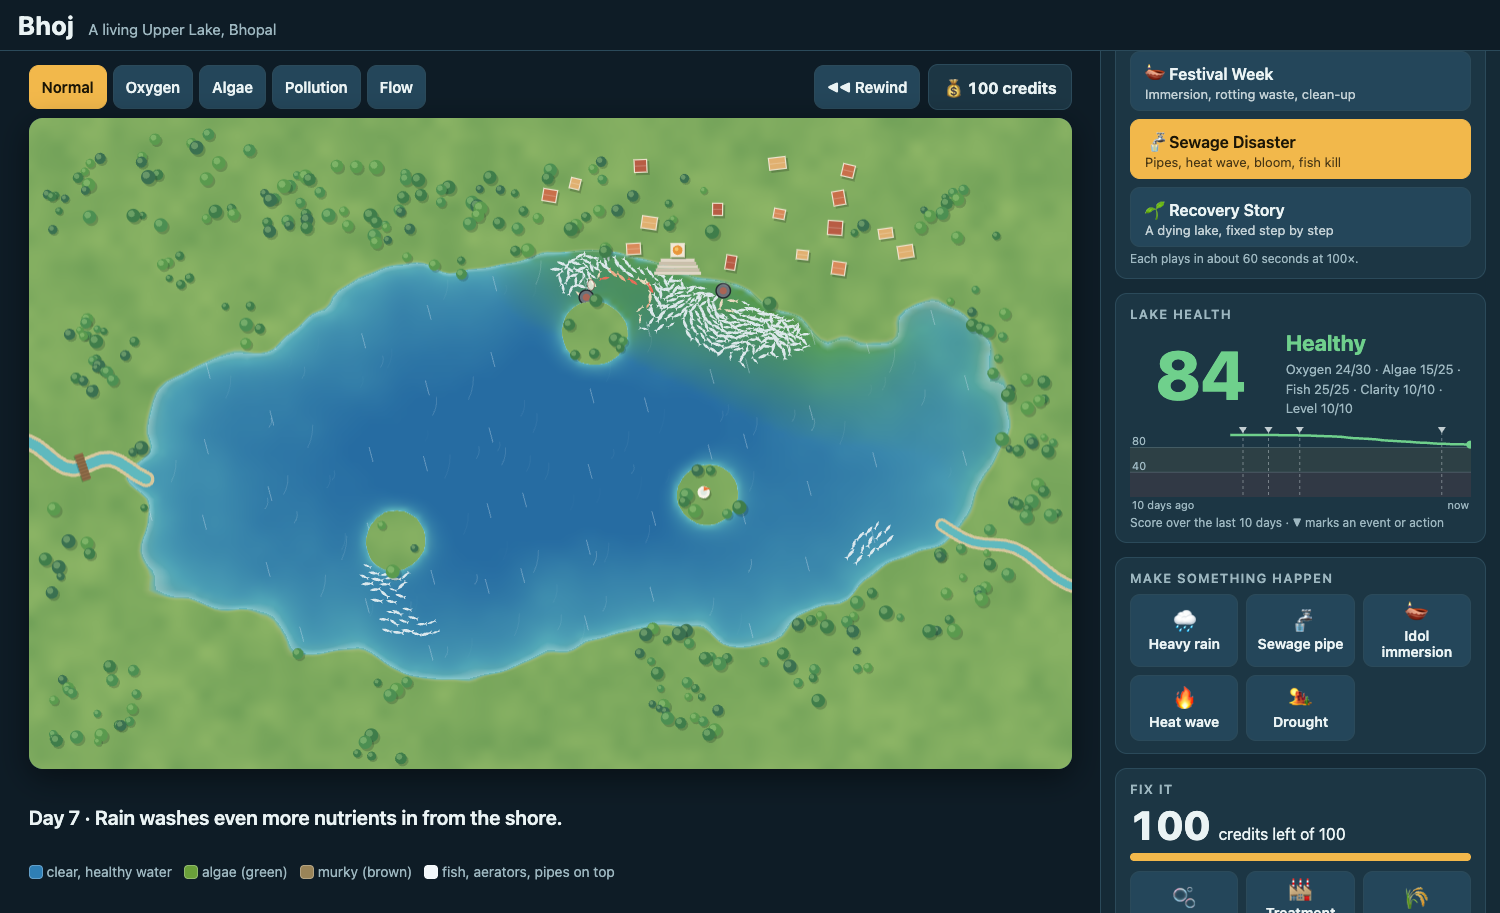 Bhoj A living Upper Lake, Bhopal
Normal Oxygen Algae Pollution Flow Rewind 100 credits
Festival Week
Immersion, rotting waste, clean-up
Sewage Disaster
Pipes, heat wave, bloom, fish kill
Recovery Story
A dying lake, fixed step by step
Each plays in about 60 seconds at 100×.
LAKE HEALTH
84
Healthy
Oxygen 24/30 · Algae 15/25 ·
Fish 25/25 · Clarity 10/10 ·
Level 10/10
80
40
10 days ago now
Score over the last 10 days · ▼ marks an event or action
MAKE SOMETHING HAPPEN
Heavy rain
Sewage pipe
Idol
immersion
Heat wave
Drought
FIX IT
100 credits left of 100
Treatment
Day 7 · Rain washes even more nutrients in from the shore.
clear, healthy water algae (green) murky (brown) fish, aerators, pipes on top